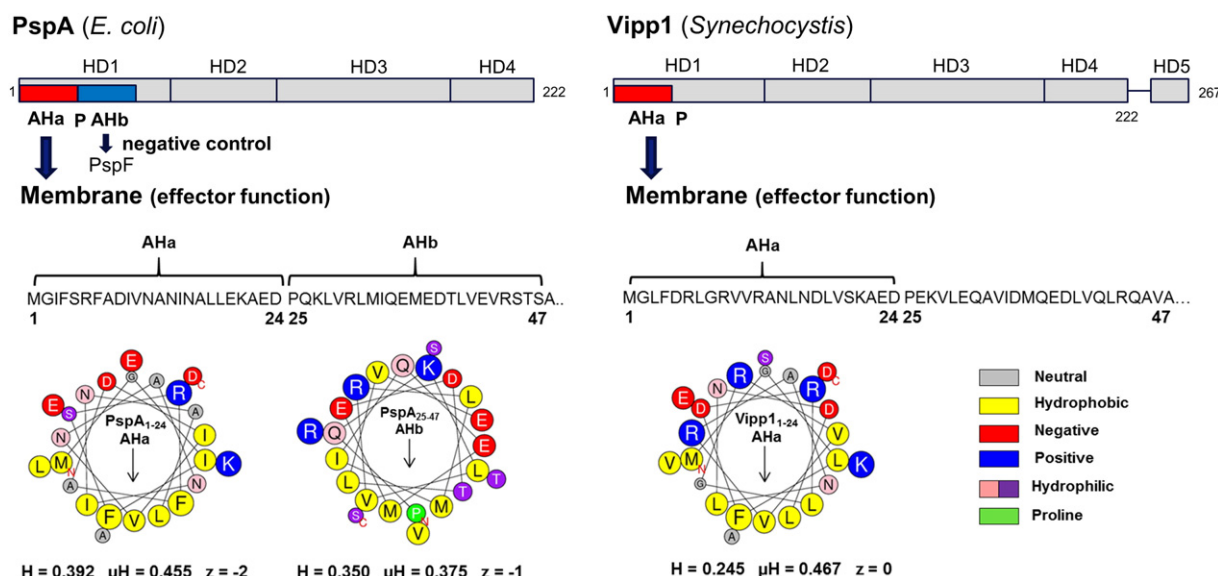 PspA (E. coli)
HD1 HD2 HD3 HD4
1 222
AHa P AHb
negative control
PspF
Membrane (effector function)
AHa AHb
MGIFSRFADIVNANINALLEKAED PQKLVRLMIQEMEDTLVEVRSTSA..
1 24 25 47
E
G
A
R
D
C
A
I
I
K
N
F
L
V
F
A
I
A
M
N
L
N
S
E
N
D
PspA1-24
AHa
S
K
Q
V
D
L
E
E
L
T
T
M
P
N
V
M
V
S
C
L
I
Q
R
E
R
PspA25-47
AHb
H = 0.392 µH = 0.455 z = -2
H = 0.350 µH = 0.375 z = -1
Vipp1 (Synechocystis)
HD1 HD2 HD3 HD4 HD5
1 267
222
AHa P
Membrane (effector function)
AHa
MGLFDRLGRVVRANLNDLVSKAED PEKVLEQAVIDMQEDLVQLRQAVA...
1 24 25 47
S
G
A
R
D
C
D
V
L
K
N
L
L
V
F
A
L
G
M
N
V
R
D
E
N
R
Vipp11-24
AHa
H = 0.245 µH = 0.467 z = 0
Neutral
Hydrophobic
Negative
Positive
Hydrophilic
Proline